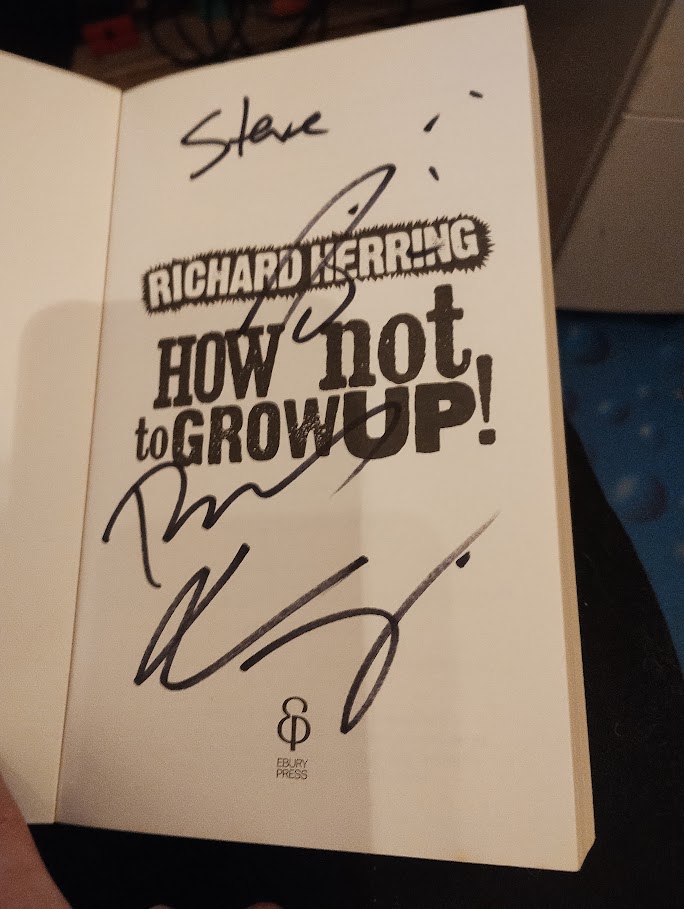 Steve
RICHARD HERRING
HOW not
to GROW UP!
EBURY
PRESS